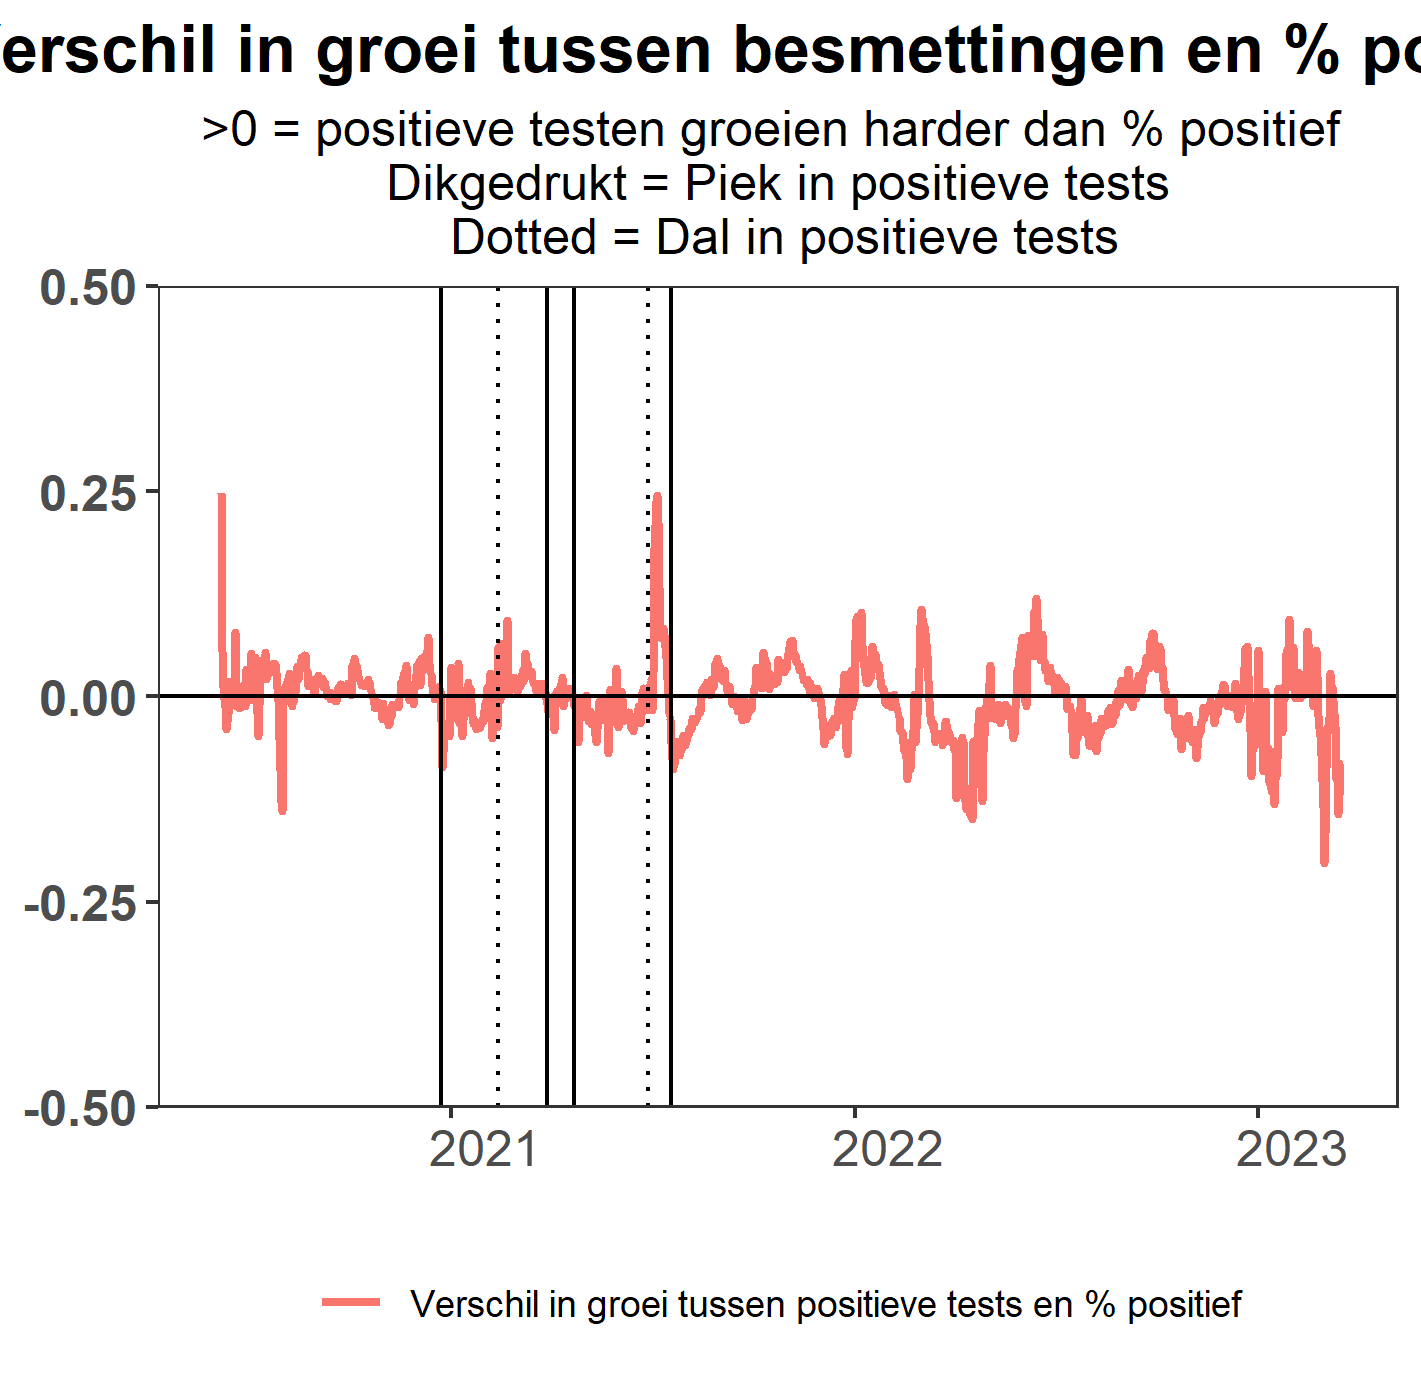 erschil in groei tussen besmettingen en % po
>0 = positieve testen groeien harder dan % positief
Dikgedrukt = Piek in positieve tests
Dotted = Dal in positieve tests
0.50
0.25
0.00
-0.25
-0.50
2021
2022
2023
Verschil in groei tussen positieve tests en % positief